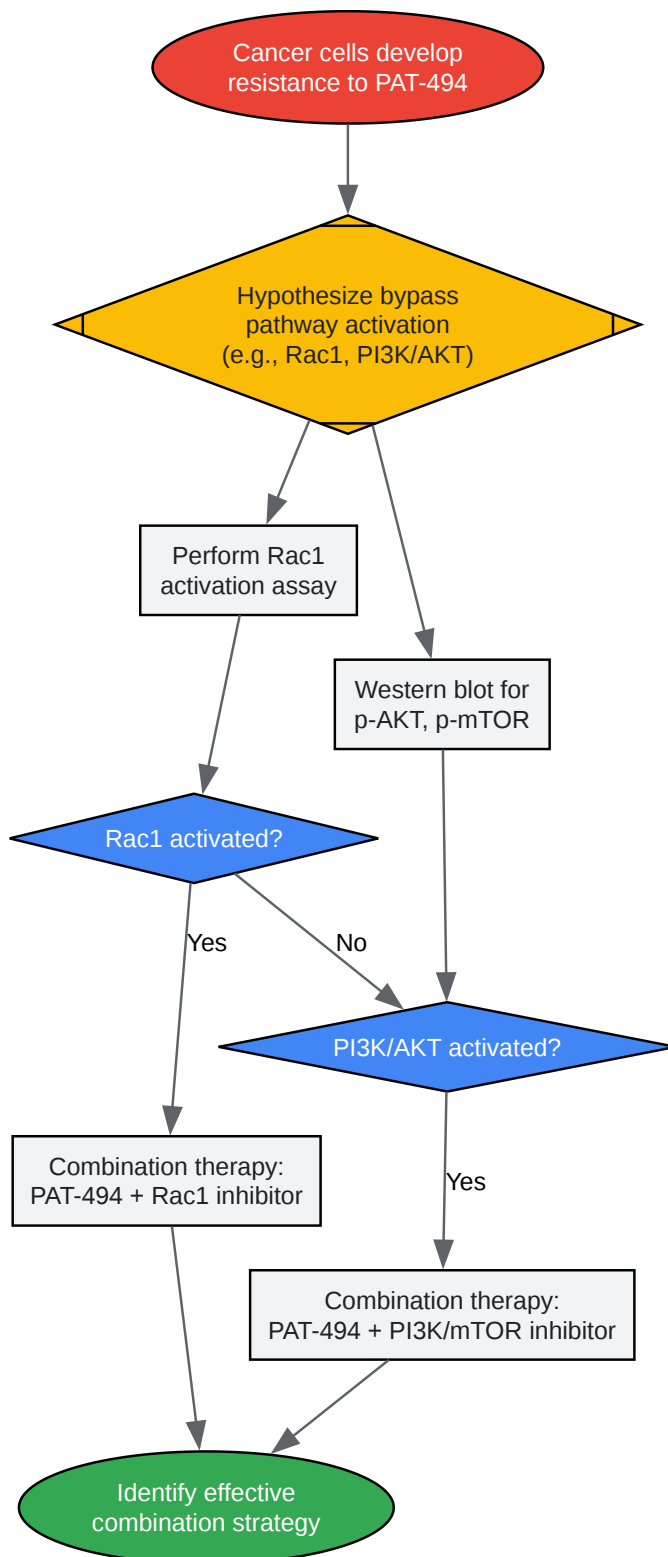 Cancer cells develop
resistance to PAT-494
Hypothesize bypass
pathway activation
(e.g., Rac1, PI3K/AKT)
Perform Rac1
activation assay
Western blot for
p-AKT, p-mTOR
Rac1 activated?
Yes
No
PI3K/AKT activated?
Combination therapy:
PAT-494 + Rac1 inhibitor
Yes
Combination therapy:
PAT-494 + PI3K/mTOR inhibitor
Identify effective
combination strategy